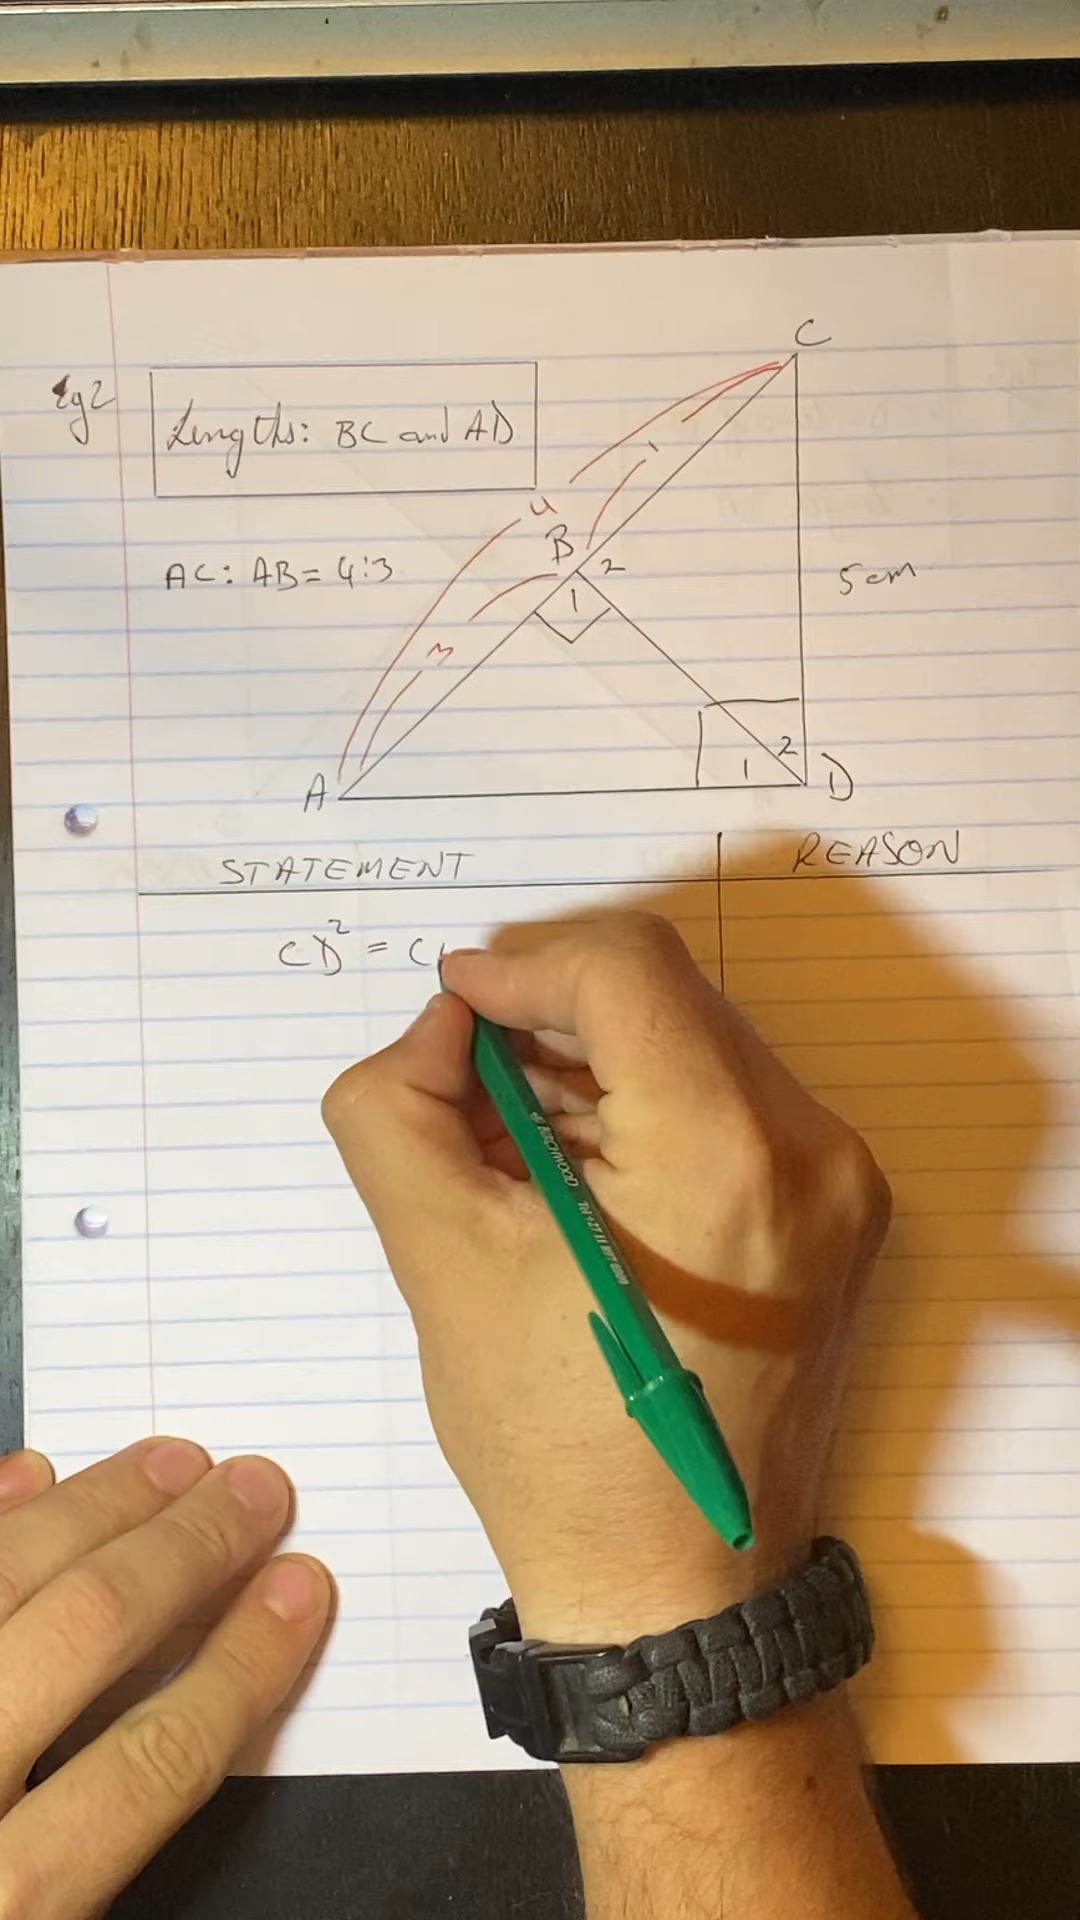 Eg2
Lengths: BC and AD
AC: AB = 4:3
C
4
1
B
2
1
5cm
3
2
1
A
D
STATEMENT
REASON
CD² = C
BIRCHWOOD